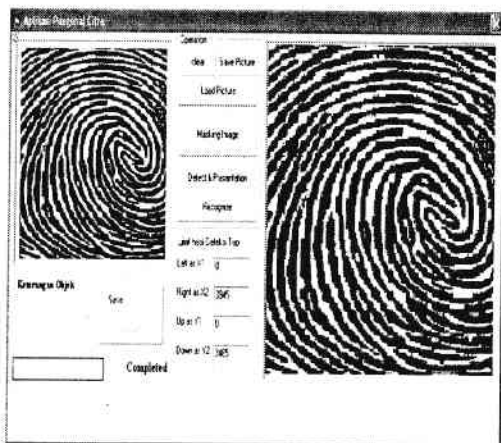 Aplikasi Pengenal Citra
Operation
Save Picture
Load Picture
Masking Image
Detect & Presentation
Recognize
Left as X1 0
Right as X2
Up as Y1 0
Down as Y2
Keterangan Objek
Save
Completed